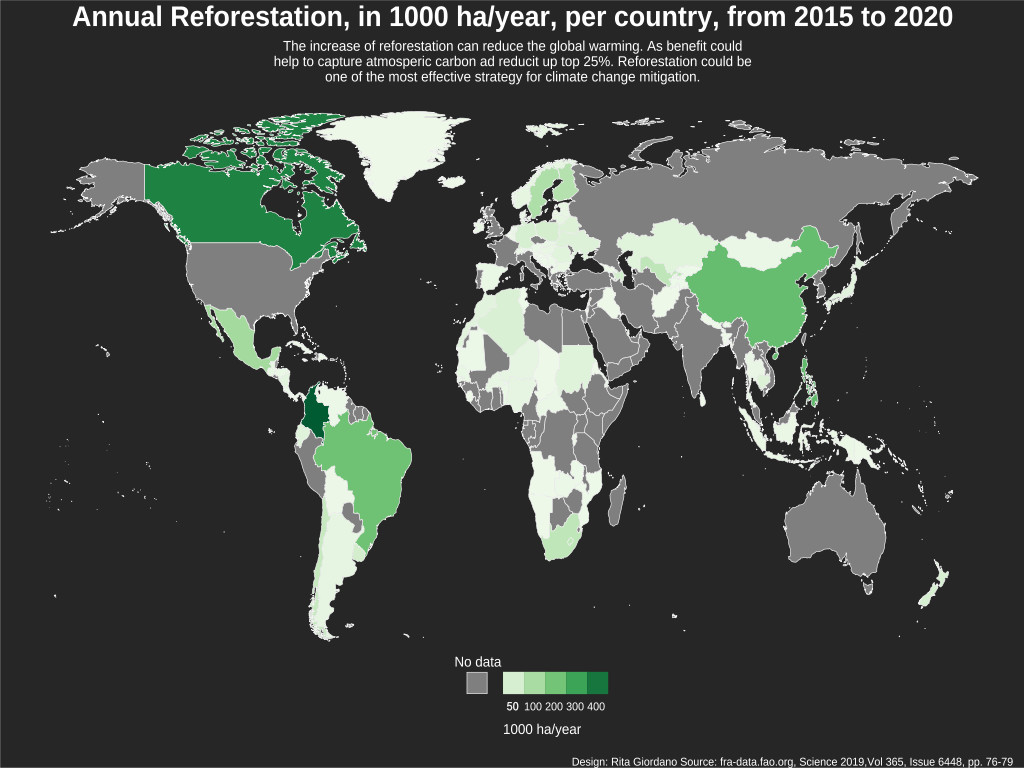 Annual Reforestation, in 1000 ha/year, per country, from 2015 to 2020
The increase of reforestation can reduce the global warming. As benefit could
help to capture atmosperic carbon ad reducit up top 25%. Reforestation could be
one of the most effective strategy for climate change mitigation.
No data
50 100 200 300 400
1000 ha/year
Design: Rita Giordano Source: fra-data.fao.org, Science 2019,Vol 365, Issue 6448, pp. 76-79